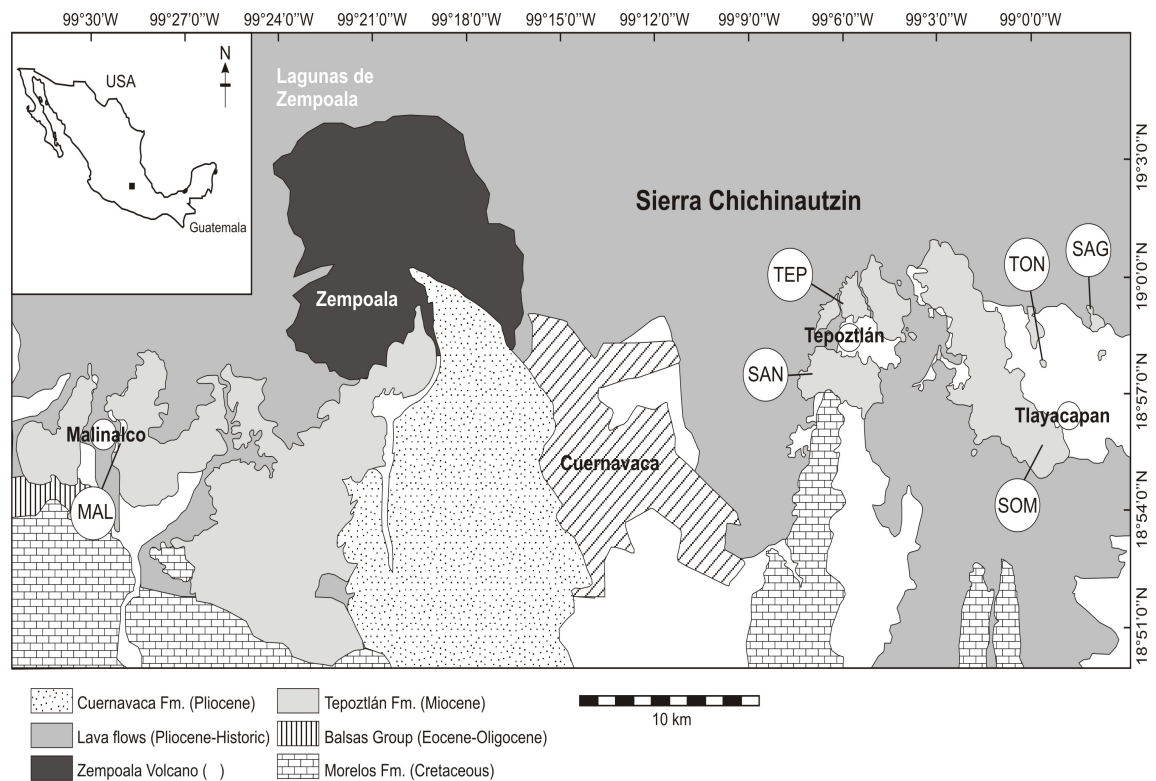 99°30'0"W 99°27'0"W 99°24'0"W 99°21'0"W 99°18'0"W 99°15'0"W 99°12'0"W 99°9'0"W 99°6'0"W 99°3'0"W 99°0'0"W
N
USA
Guatemala
Lagunas de
Zempoala
Sierra Chichinautzin
Zempoala
TEP
TON
SAG
Tepoztlán
SAN
Tlayacapan
Malinalco
Cuernavaca
MAL
SOM
19°3'0"N
19°0'0"N
18°57'0"N
18°54'0"N
18°51'0"N
Cuernavaca Fm. (Pliocene)
Tepoztlán Fm. (Miocene)
10 km
Lava flows (Pliocene-Historic)
Balsas Group (Eocene-Oligocene)
Zempoala Volcano ( )
Morelos Fm. (Cretaceous)